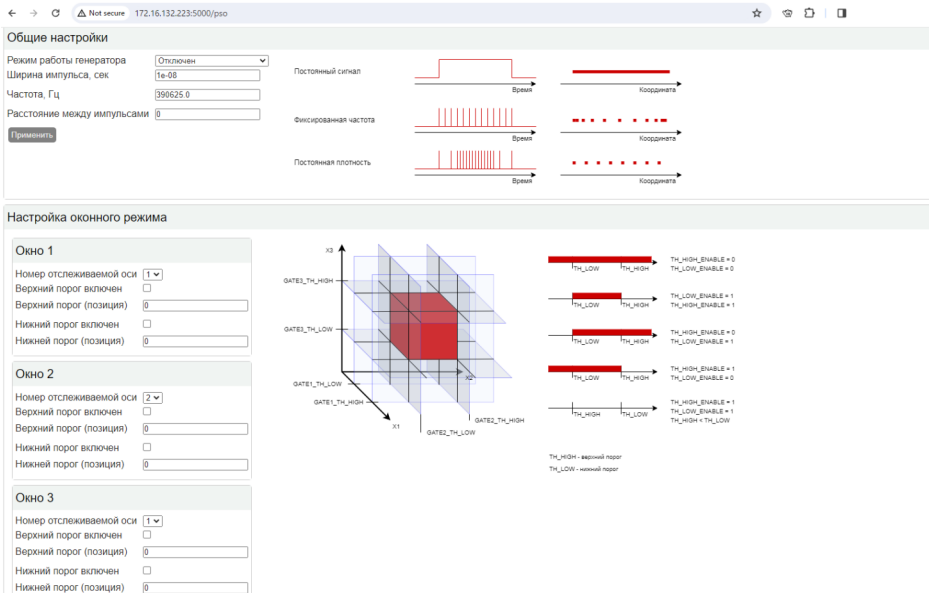 Not secure 172.16.132.223:5000/pso
Общие настройки
Режим работы генератора Отключен
Ширина импульса, сек 1e-08
Частота, Гц 390625.0
Расстояние между импульсами 0
Применить
Постоянный сигнал
Время
Координата
Фиксированная частота
Время
Координата
Постоянная плотность
Время
Координата
Настройка оконного режима
Окно 1
Номер отслеживаемой оси 1
Верхний порог включен
Верхний порог (позиция) 0
Нижний порог включен
Нижней порог (позиция) 0
Окно 2
Номер отслеживаемой оси 2
Верхний порог включен
Верхний порог (позиция) 0
Нижний порог включен
Нижней порог (позиция) 0
Окно 3
Номер отслеживаемой оси 1
Верхний порог включен
Верхний порог (позиция) 0
Нижний порог включен
Нижней порог (позиция) 0
X3
GATE3_TH_HIGH
GATE3_TH_LOW
GATE1_TH_LOW
GATE1_TH_HIGH
X2
X1
GATE2_TH_HIGH
GATE2_TH_LOW
TH_LOW TH_HIGH
TH_HIGH_ENABLE = 0
TH_LOW_ENABLE = 0
TH_LOW TH_HIGH
TH_LOW_ENABLE = 1
TH_HIGH_ENABLE = 1
TH_LOW TH_HIGH
TH_HIGH_ENABLE = 0
TH_LOW_ENABLE = 1
TH_LOW TH_HIGH
TH_HIGH_ENABLE = 1
TH_LOW_ENABLE = 0
TH_HIGH TH_LOW
TH_HIGH_ENABLE = 1
TH_LOW_ENABLE = 1
TH_HIGH < TH_LOW
TH_HIGH - верхний порог
TH_LOW - нижний порог